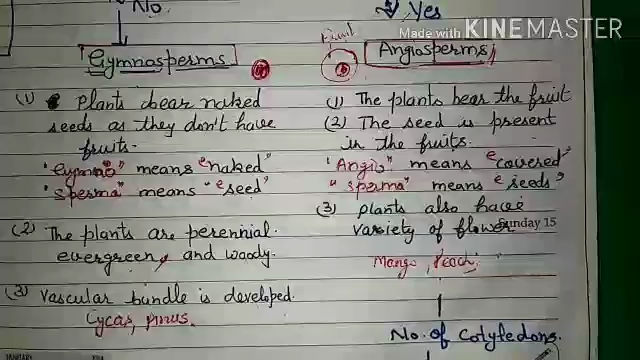 No.
Yes
Made with KINEMASTER
Gymnosperms
(1) Plants bear naked
seeds as they don't have
fruits.
"Gymno" means "naked"
"Sperma" means "seed"
(2) The plants are perennial
evergreen, and woody.
(3) Vascular bundle is developed.
Cycas, pinus.
Fruit
Angiosperms
(1) The plants bear the fruit
(2) The seed is present
in the fruits.
"Angio" means "covered"
"sperma" means "seeds"
(3) plants also have
variety of flower
Sunday 15
Mango, Peach
No. of Cotyledons.
JANUARY